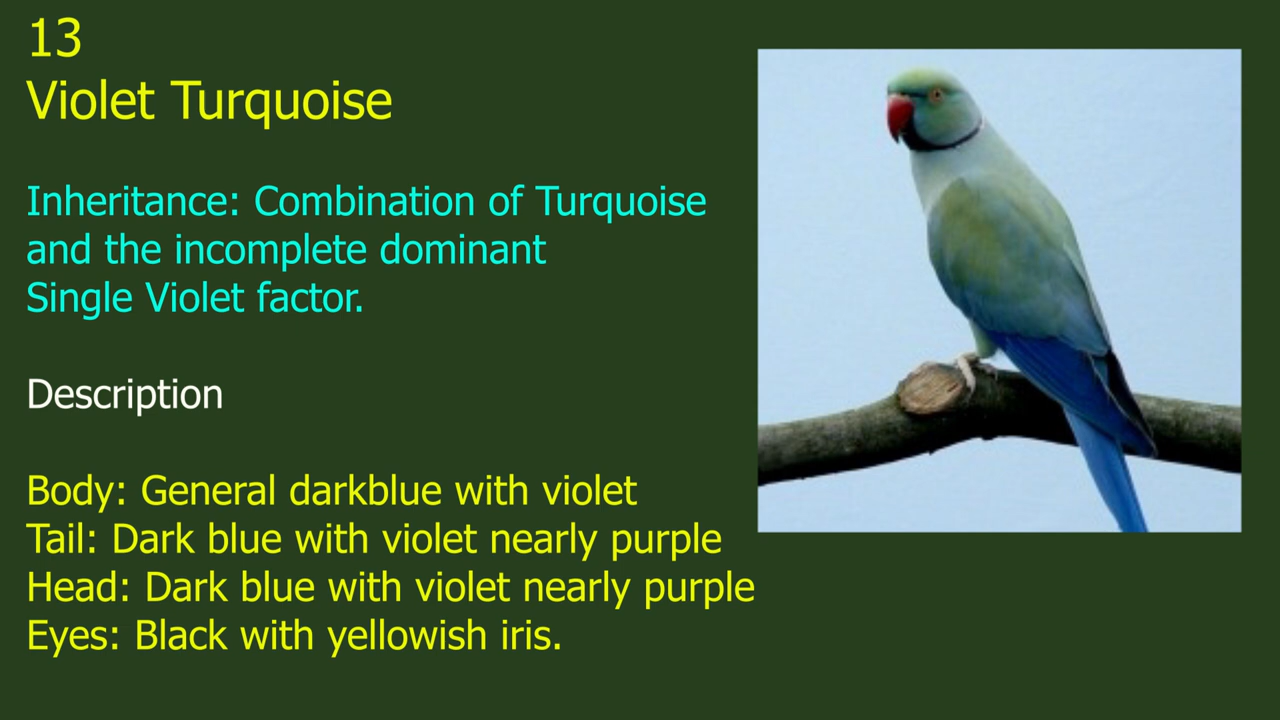 13
Violet Turquoise
Inheritance: Combination of Turquoise
and the incomplete dominant
Single Violet factor.
Description
Body: General darkblue with violet
Tail: Dark blue with violet nearly purple
Head: Dark blue with violet nearly purple
Eyes: Black with yellowish iris.